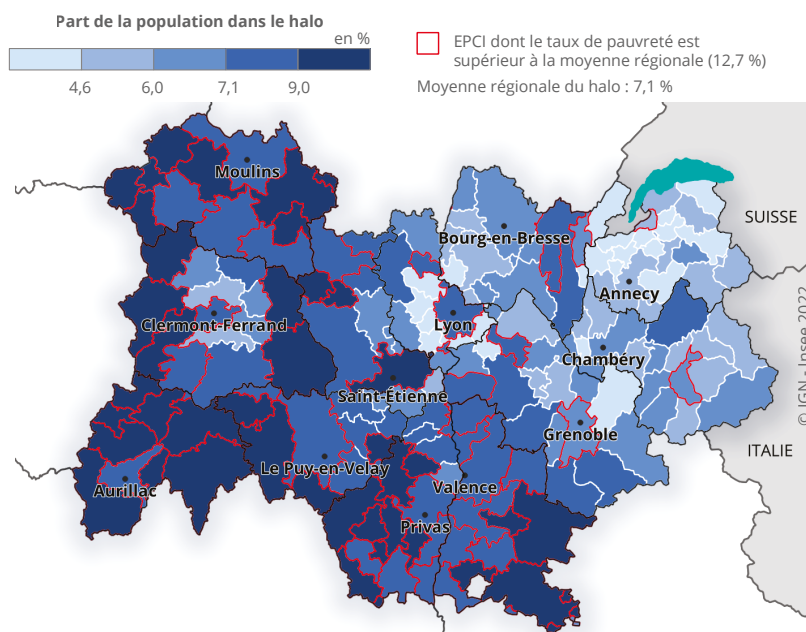 Part de la population dans le halo
en %
4,6 6,0 7,1 9,0
EPCI dont le taux de pauvreté est
supérieur à la moyenne régionale (12,7 %)
Moyenne régionale du halo : 7,1 %
Moulins
SUISSE
Bourg-en-Bresse
Annecy
Clermont-Ferrand
Lyon
Chambéry
Saint-Étienne
Grenoble
ITALIE
Le Puy-en-Velay
Aurillac
Valence
Privas
© IGN - Insee 2022